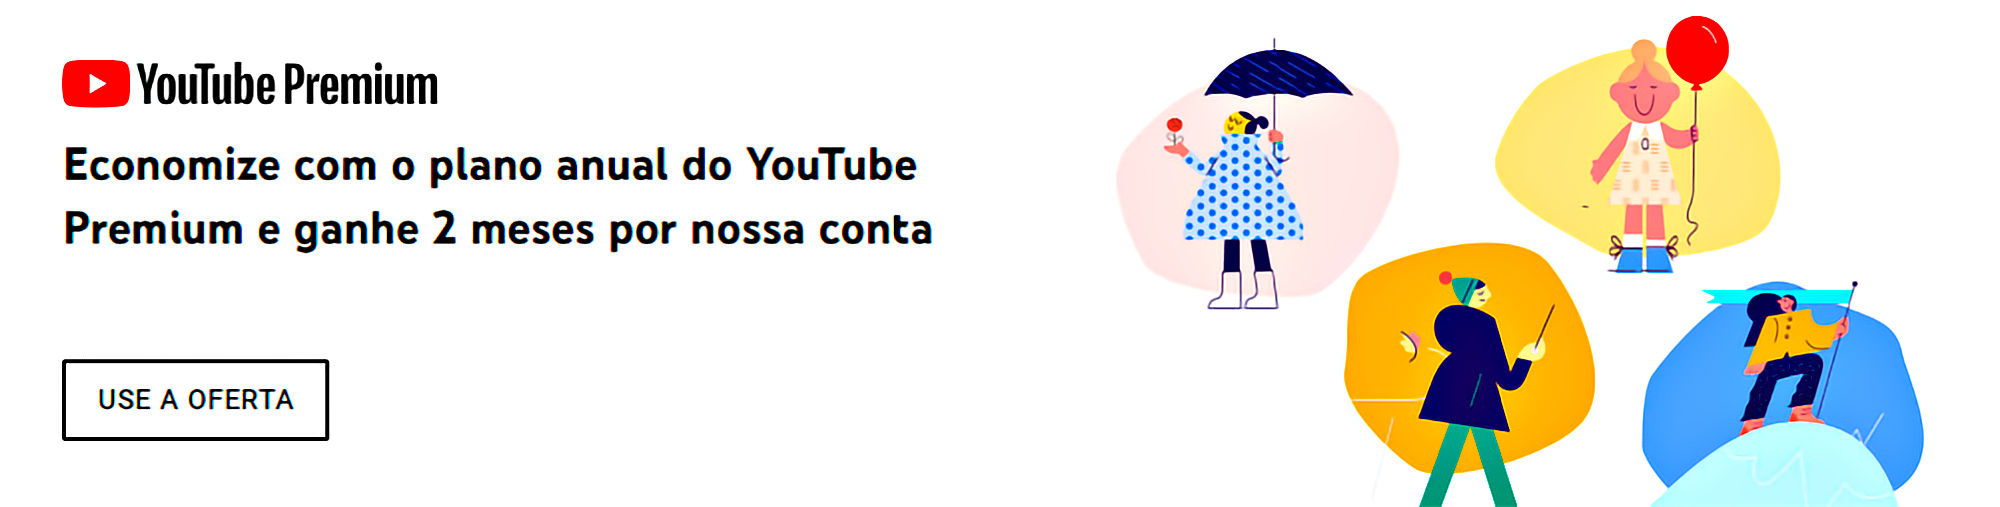 YouTube Premium
Economize com o plano anual do YouTube
Premium e ganhe 2 meses por nossa conta
USE A OFERTA